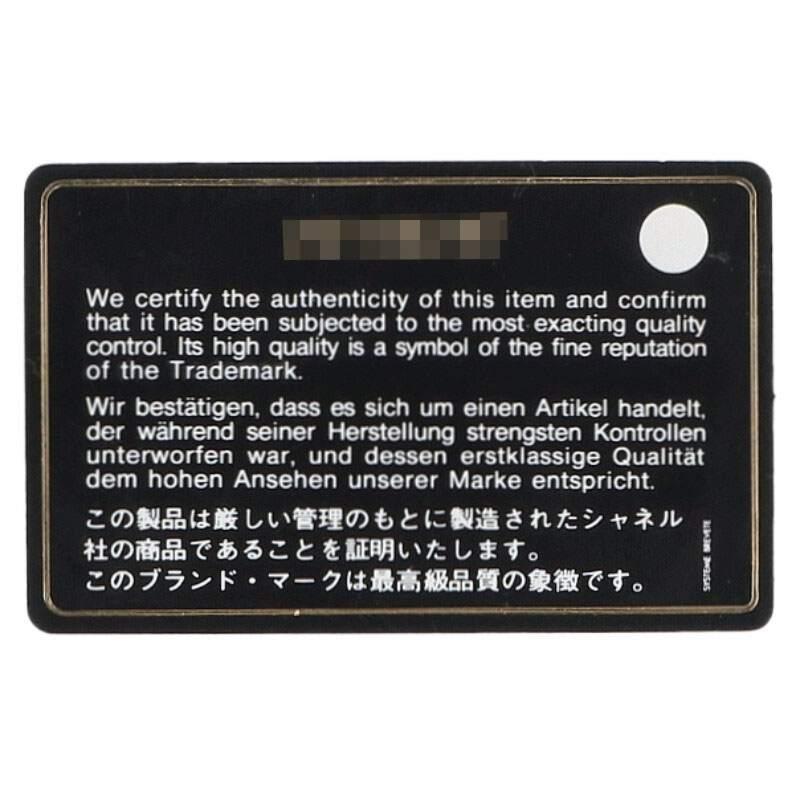 We certify the authenticity of this item and confirm
that it has been subjected to the most exacting quality
control. Its high quality is a symbol of the fine reputation
of the Trademark.
Wir bestätigen, dass es sich um einen Artikel handelt,
der während seiner Herstellung strengsten Kontrollen
unterworfen war, und dessen erstklassige Qualität
dem hohen Ansehen unserer Marke entspricht.
この製品は厳しい管理のもとに製造されたシャネル
社の商品であることを証明いたします。
このブランド・マークは最高級品質の象徴です。
SYSTEME BREVETE